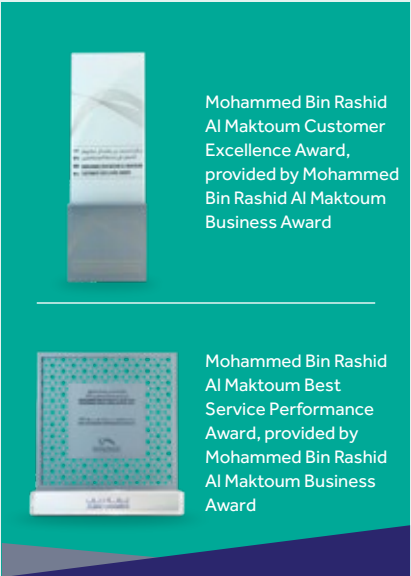 Mohammed Bin Rashid
Al Maktoum Customer
Excellence Award,
provided by Mohammed
Bin Rashid Al Maktoum
Business Award
Mohammed Bin Rashid
Al Maktoum Best
Service Performance
Award, provided by
Mohammed Bin Rashid
Al Maktoum Business
Award